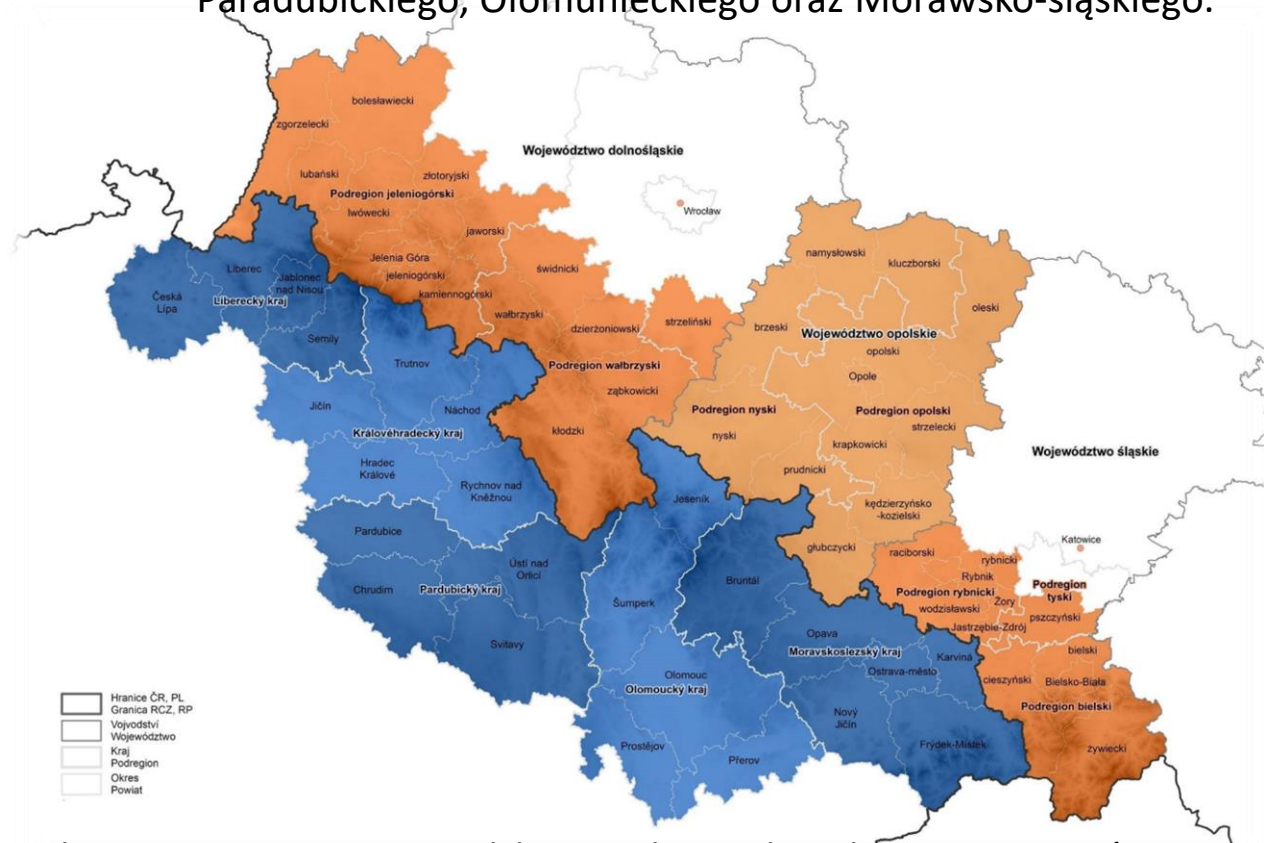 Paradubickiego, Ołomunieckiego oraz Morawsko-śląskiego.
bolesławiecki
zgorzelecki
Województwo dolnośląskie
lubański
złotoryjski
Podregion jeleniogórski
lwówecki
Wrocław
jaworski
namysłowski
kluczborski
Jelenia Góra
świdnicki
Liberec
jeleniogórski
Jablonec
nad Nisou
kamiennogórski
Česká
Lípa
Liberecký kraj
oleski
wałbrzyski
strzeliński
dzierżoniowski
brzeski
Województwo opolskie
Semily
opolski
Trutnov
Podregion wałbrzyski
Opole
ząbkowicki
Jičín
Náchod
Podregion nyski
Podregion opolski
strzelecki
Královéhradecký kraj
kłodzki
nyski
krapkowicki
Województwo śląskie
Hradec
Králové
prudnicki
Rychnov nad
Kněžnou
Jeseník
kędzierzyńsko
-kozielski
Pardubice
głubczycki
Katowice
raciborski
rybnicki
Ústí nad
Orlicí
Bruntál
Rybnik
Podregion
tyski
Chrudim
Pardubický kraj
Podregion rybnicki
Żory
Šumperk
wodzisławski
pszczyński
Jastrzębie-Zdrój
Opava
Svitavy
Moravskoslezský kraj
Karviná
bielski
Ostrava-město
Olomouc
cieszyński
Bielsko-Biała
Olomoucký kraj
Podregion bielski
Nový
Jičín
Prostějov
Frýdek-Místek
żywiecki
Přerov
Hranice ČR, PL
Granica RCZ, RP
Vojvodství
Województwo
Kraj
Podregion
Okres
Powiat